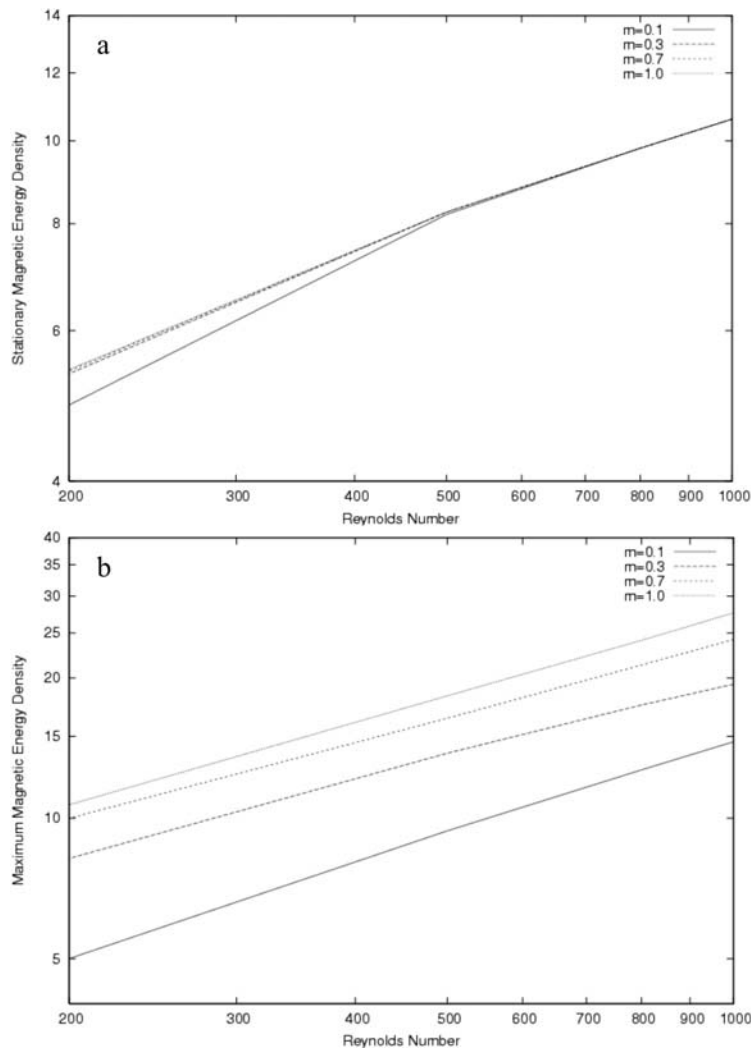 14
a
m=0.1
m=0.3
m=0.7
m=1.0
12
10
8
6
4
Stationary Magnetic Energy Density
200 300 400 500 600 700 800 900 1000
Reynolds Number
40
b
m=0.1
m=0.3
m=0.7
m=1.0
35
30
25
20
15
10
5
Maximum Magnetic Energy Density
200 300 400 500 600 700 800 900 1000
Reynolds Number